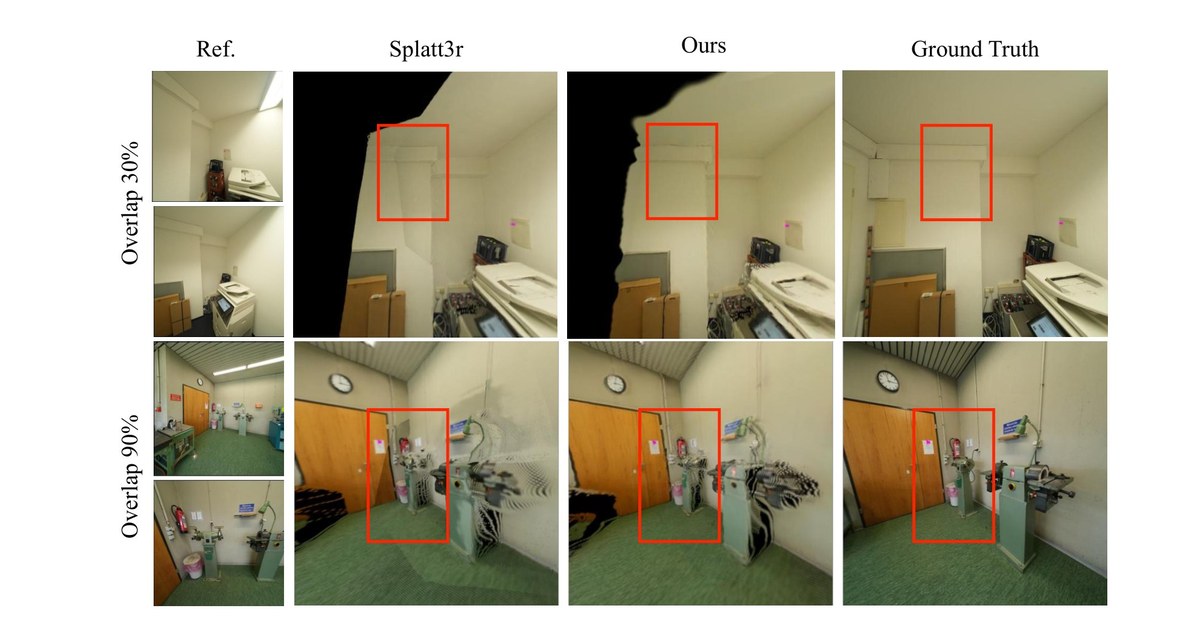 Ref.
Splatt3r
Ours
Ground Truth
Overlap 30%
Overlap 90%